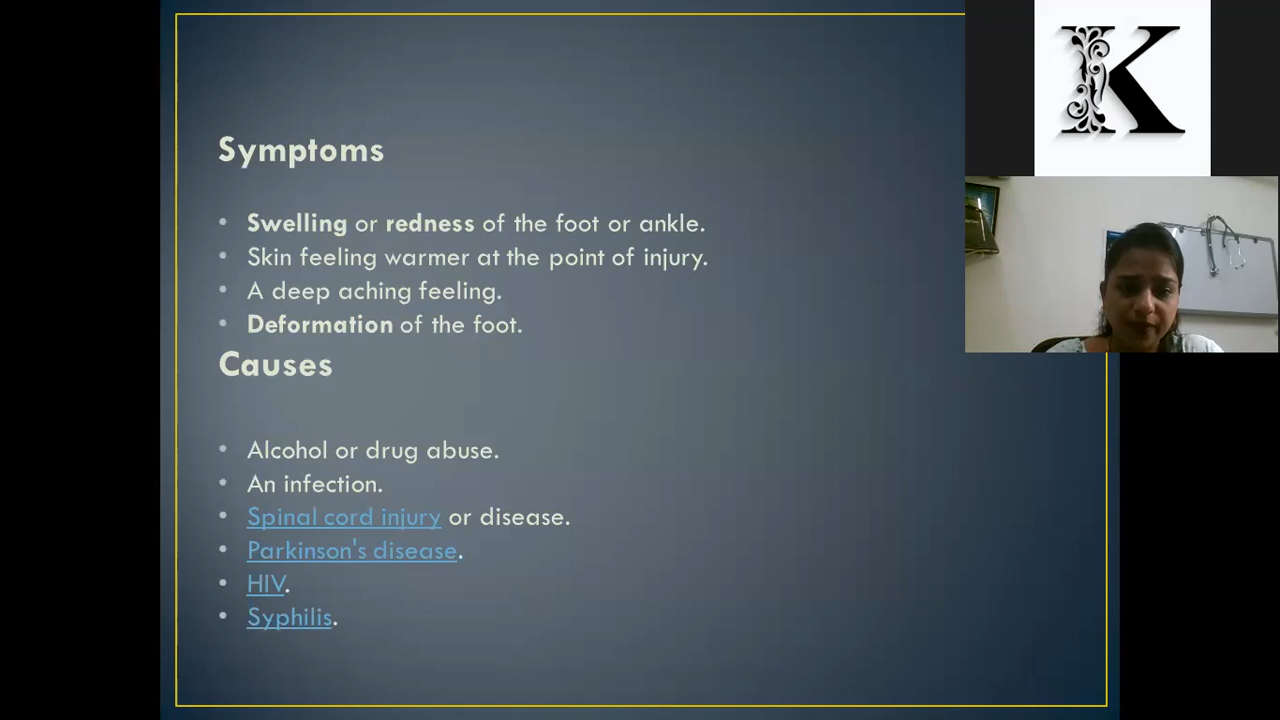 Symptoms
• Swelling or redness of the foot or ankle.
• Skin feeling warmer at the point of injury.
• A deep aching feeling.
• Deformation of the foot.
Causes
• Alcohol or drug abuse.
• An infection.
• Spinal cord injury or disease.
• Parkinson's disease.
• HIV.
• Syphilis.
K